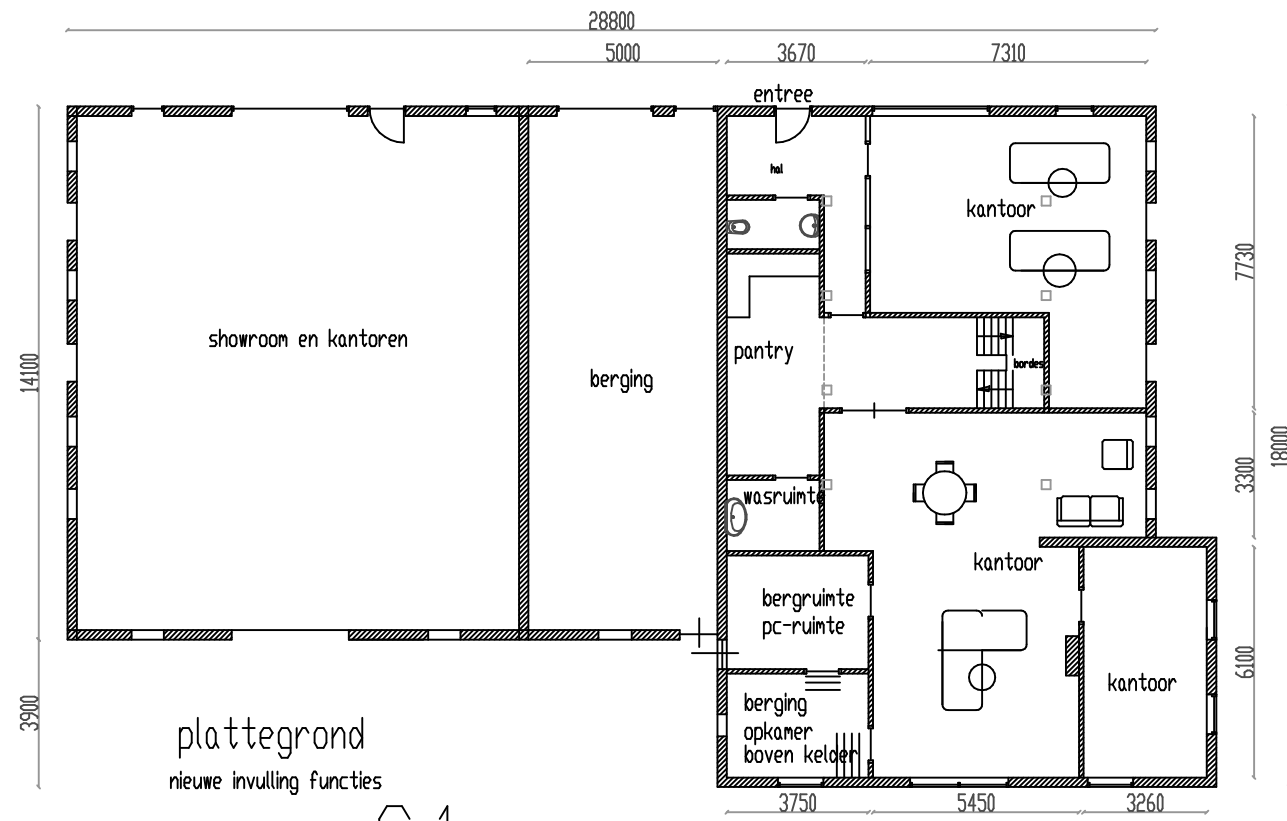 28800
5000 3670 7310
entree
hal
kantoor
7730
showroom en kantoren
pantry
bordes
14100
berging
18000
3300
wasruimte
kantoor
bergruimte
pc-ruimte
6100
kantoor
berging
opkamer
boven kelder
3900
plattegrond
nieuwe invulling functies
3750 5450 3260